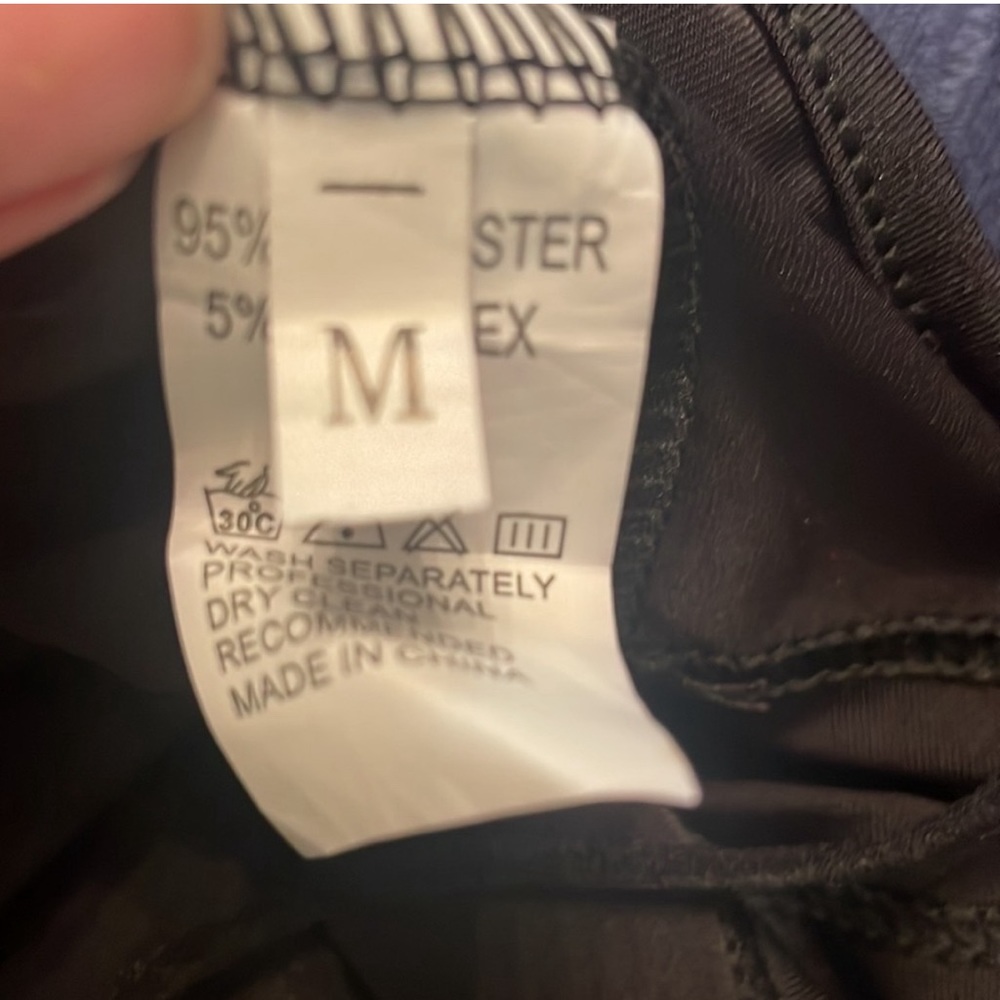 95% STER
5% EX
M
30°C
WASH SEPARATELY
PROFESSIONAL
DRY CLEAN
RECOMMENDED
MADE IN CHINA